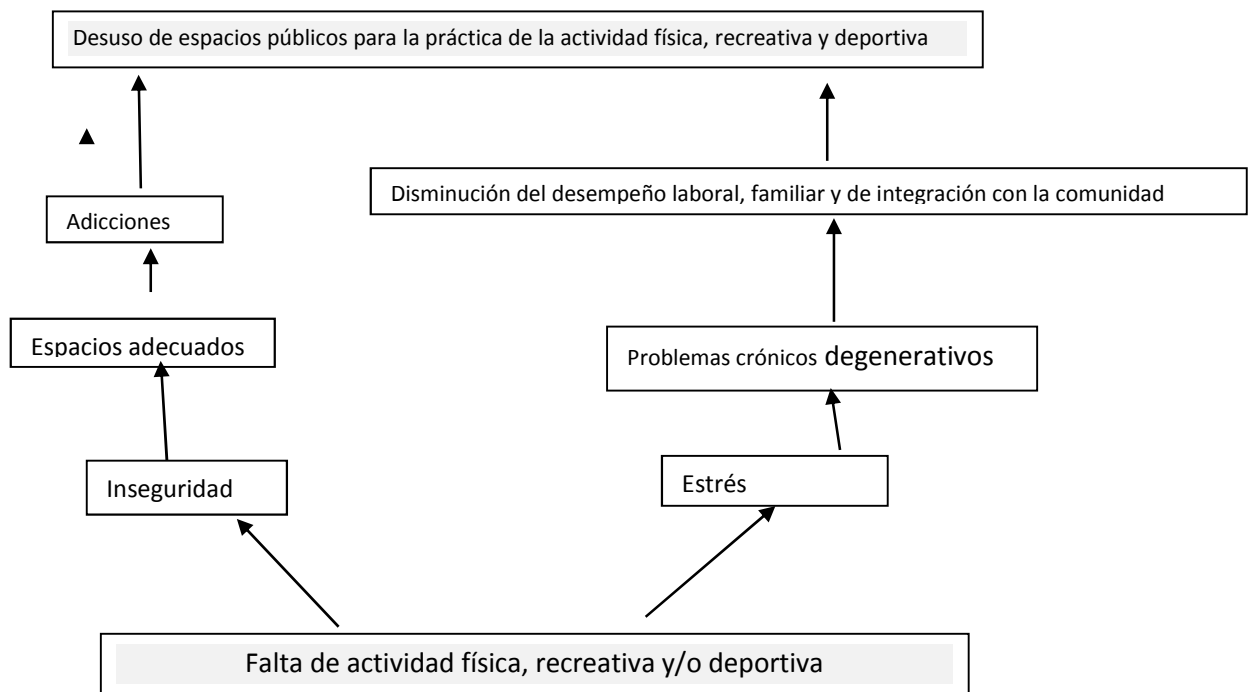 Desuso de espacios públicos para la práctica de la actividad física, recreativa y deportiva
Disminución del desempeño laboral, familiar y de integración con la comunidad
Adicciones
Espacios adecuados
Problemas crónicos degenerativos
Inseguridad
Estrés
Falta de actividad física, recreativa y/o deportiva